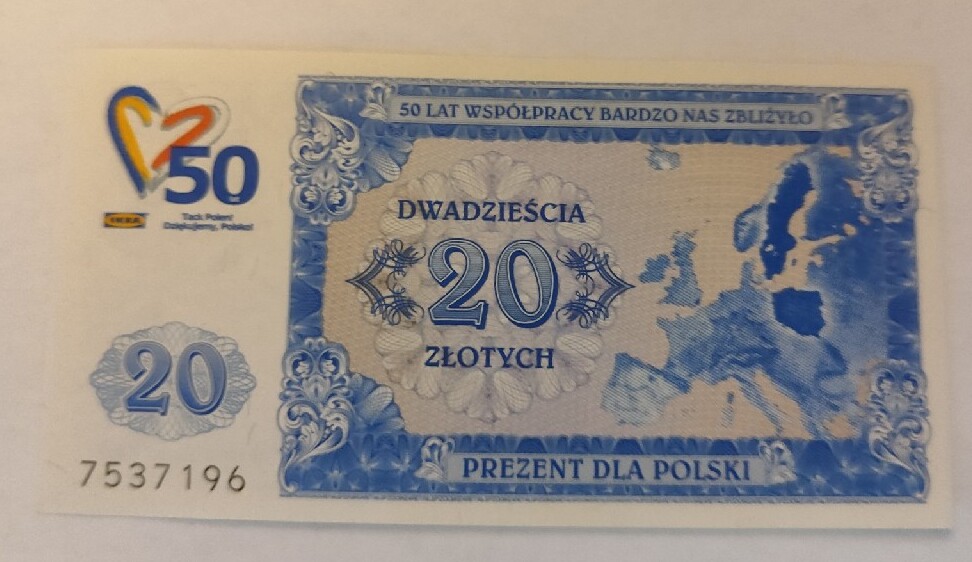 50 LAT WSPÓŁPRACY BARDZO NAS ZBLIŻYŁO
50
lat
IKEA
Tack Polen!
Dziękujemy, Polsko!
DWADZIEŚCIA
20
ZŁOTYCH
20
7537196
PREZENT DLA POLSKI